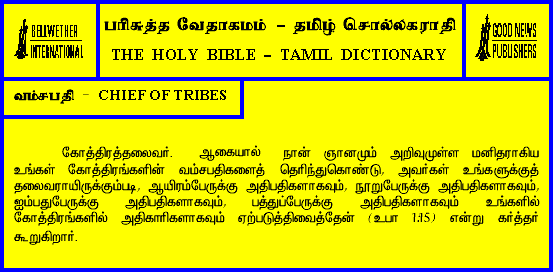 BELLWETHER
INTERNATIONAL
பரிசுத்த வேதாகமம் - தமிழ் சொல்லகராதி
THE HOLY BIBLE - TAMIL DICTIONARY
GOOD NEWS
PUBLISHERS
வம்சபதி - CHIEF OF TRIBES
கோத்திரத்தலைவர். ஆகையால் நான் ஞானமும் அறிவுமுள்ள மனிதராகிய
உங்கள் கோத்திரங்களின் வம்சபதிகளைத் தெரிந்துகொண்டு, அவர்கள் உங்களுக்குத்
தலைவராயிருக்கும்படி, ஆயிரம்பேருக்கு அதிபதிகளாகவும், நூறுபேருக்கு அதிபதிகளாகவும்,
ஐம்பதுபேருக்கு அதிபதிகளாகவும், பத்துப்பேருக்கு அதிபதிகளாகவும் உங்களில்
கோத்திரங்களில் அதிகாரிகளாகவும் ஏற்படுத்திவைத்தேன் (உபா 1:15) என்று கர்த்தர்
கூறுகிறார்.